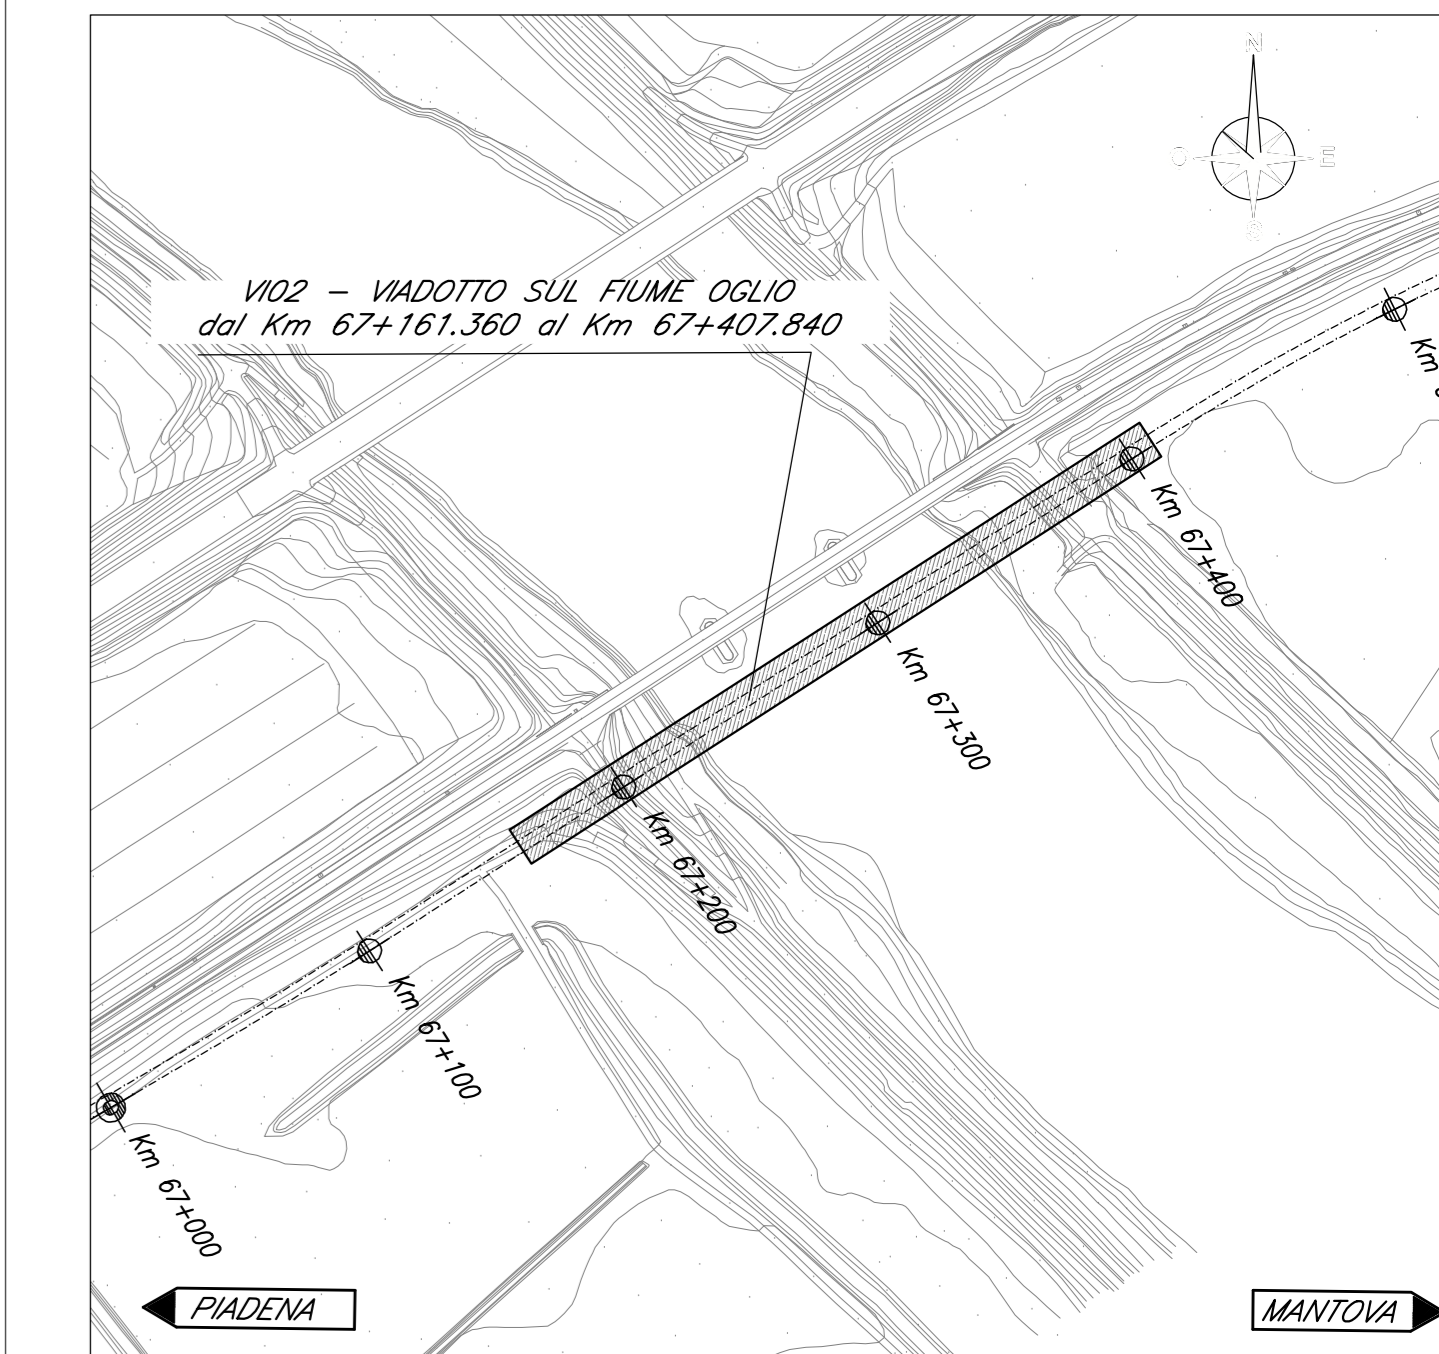 N
O
E
S
VI02 – VIADOTTO SUL FIUME OGLIO
dal Km 67+161.360 al Km 67+407.840
Km
Km 67+400
Km 67+300
Km 67+200
Km 67+100
Km 67+000
PIADENA
MANTOVA